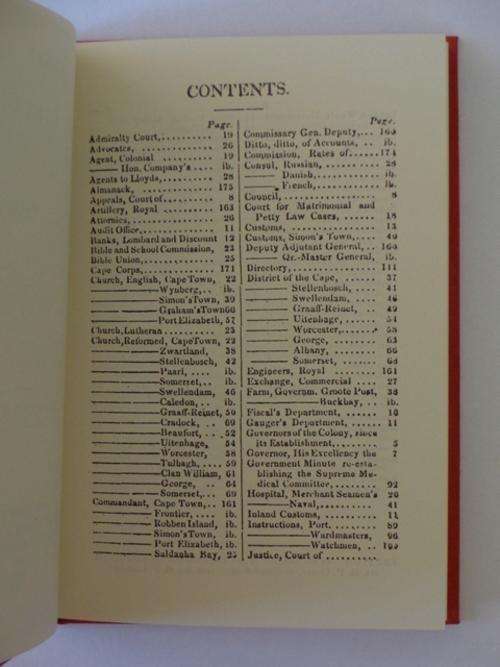 CONTENTS.
Page.
Admiralty Court, .......... 19
Advocates, .......... 26
Agent, Colonial .......... 19
—— Hon. Company's .... ib.
Agents to Lloyds, .......... 28
Almanack, .......... 175
Appeals, Court of .......... 8
Artillery, Royal .......... 163
Attornies, .......... 26
Audit Office, .......... 11
Banks, Lombard and Discount 12
Bible and School Commission, 22
Bible Union, .......... 25
Cape Corps, .......... 171
Church, English, Cape Town, 22
—— Wynberg, .. ib.
—— Simon's Town, 39
—— Graham's Town 66
—— Port Elizabeth, 57
Church, Lutheran .......... 23
Church, Reformed, Cape Town, 22
—— Zwartland, 38
—— Stellenbosch, 42
—— Paarl, .... ib.
—— Somerset, .. ib.
—— Swellendam, 46
—— Caledon, .. ib.
—— Graaff-Reinet, 50
—— Cradock, .. 69
—— Beaufort, .. 52
—— Uitenhage, 54
—— Worcester, 58
—— Tulbagh, .... 59
—— Clan William, 61
—— George, .. 64
—— Somerset, .. 69
Commandant, Cape Town, .. 161
—— Frontier, .... ib.
—— Robben Island, ib.
—— Simon's Town, ib.
—— Port Elizabeth, ib.
—— Saldanha Bay, 25
Page.
Commissary Gen. Deputy, ... 165
Ditto, ditto, of Accounts, .. ib.
Commission, Rates of ...... 174
Consul, Russian, .......... 28
—— Danish, .......... ib.
—— French, .......... ib.
Council, .......... 8
Court for Matrimonial and
Petty Law Cases, ...... 18
Customs, .......... 13
Customs, Simon's Town, .... 40
Deputy Adjutant General, .. 160
—— Qr.-Master General, ib.
Directory, .......... 111
District of the Cape, ...... 37
—— Stellenbosch, .... 41
—— Swellendam, .... 46
—— Graaff-Reinet, 49
—— Uitenhage, .... 54
—— Worcester, ...... 58
—— George, ........ 63
—— Albany, ........ 66
—— Somerset, ...... 68
Engineers, Royal ........ 161
Exchange, Commercial .... 27
Farm, Governm. Groote Post, 38
—— Buckbay, .. ib.
Fiscal's Department, ...... 16
Gauger's Department, ...... 11
Governors of the Colony, since
its Establishment, ...... 5
Governor, His Excellency the 7
Government Minute re-esta-
blishing the Supreme Me-
dical Committee, ........ 92
Hospital, Merchant Seamen's 26
—— Naval, .......... 41
Inland Customs, .......... 11
Instructions, Port, ........ 89
—— Wardmasters, 96
—— Watchmen, .. 105
Justice, Court of ..........